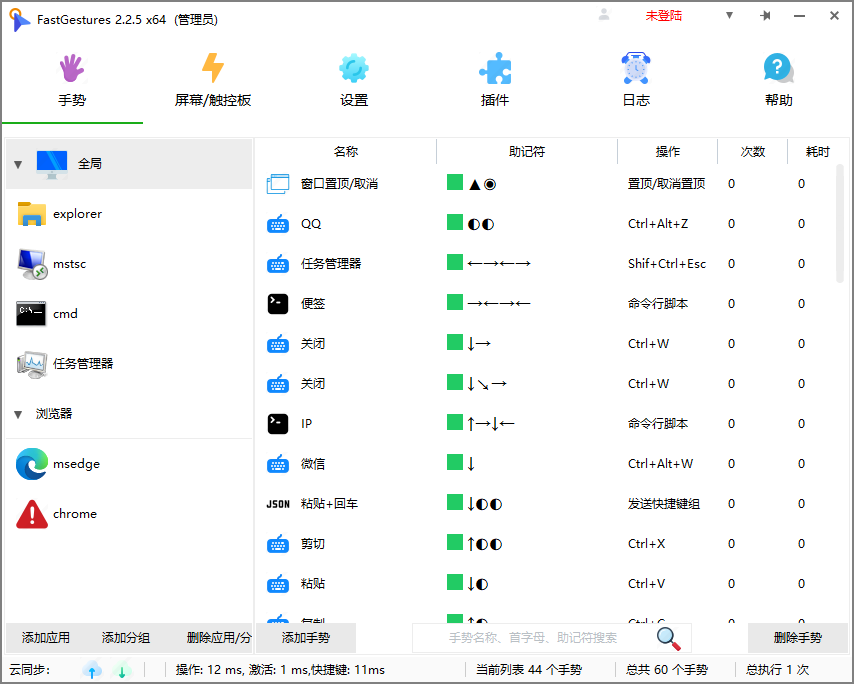 FastGestures 2.2.5 x64 (管理员)
未登陆
手势 屏幕/触控板 设置 插件 日志 帮助
全局
explorer
mstsc
cmd
任务管理器
浏览器
msedge
chrome
名称 助记符 操作 次数 耗时
窗口置顶/取消 ▲◉ 置顶/取消置顶 0 0
QQ ◐◐ Ctrl+Alt+Z 0 0
任务管理器 ←→←→ Shif+Ctrl+Esc 0 0
便签 →←→← 命令行脚本 0 0
关闭 ↓→ Ctrl+W 0 0
关闭 ↓↘→ Ctrl+W 0 0
IP ↑→↓← 命令行脚本 0 0
微信 ↓ Ctrl+Alt+W 0 0
JSON 粘贴+回车 ↓◐◐ 发送快捷键组 0 0
剪切 ↑◐◐ Ctrl+X 0 0
粘贴 ↓◐ Ctrl+V 0 0
添加应用 添加分组 删除应用/分 添加手势 手势名称、首字母、助记符搜索 删除手势
云同步: 操作: 12 ms, 激活: 1 ms,快捷键: 11ms 当前列表 44 个手势 总共 60 个手势 总执行 1 次